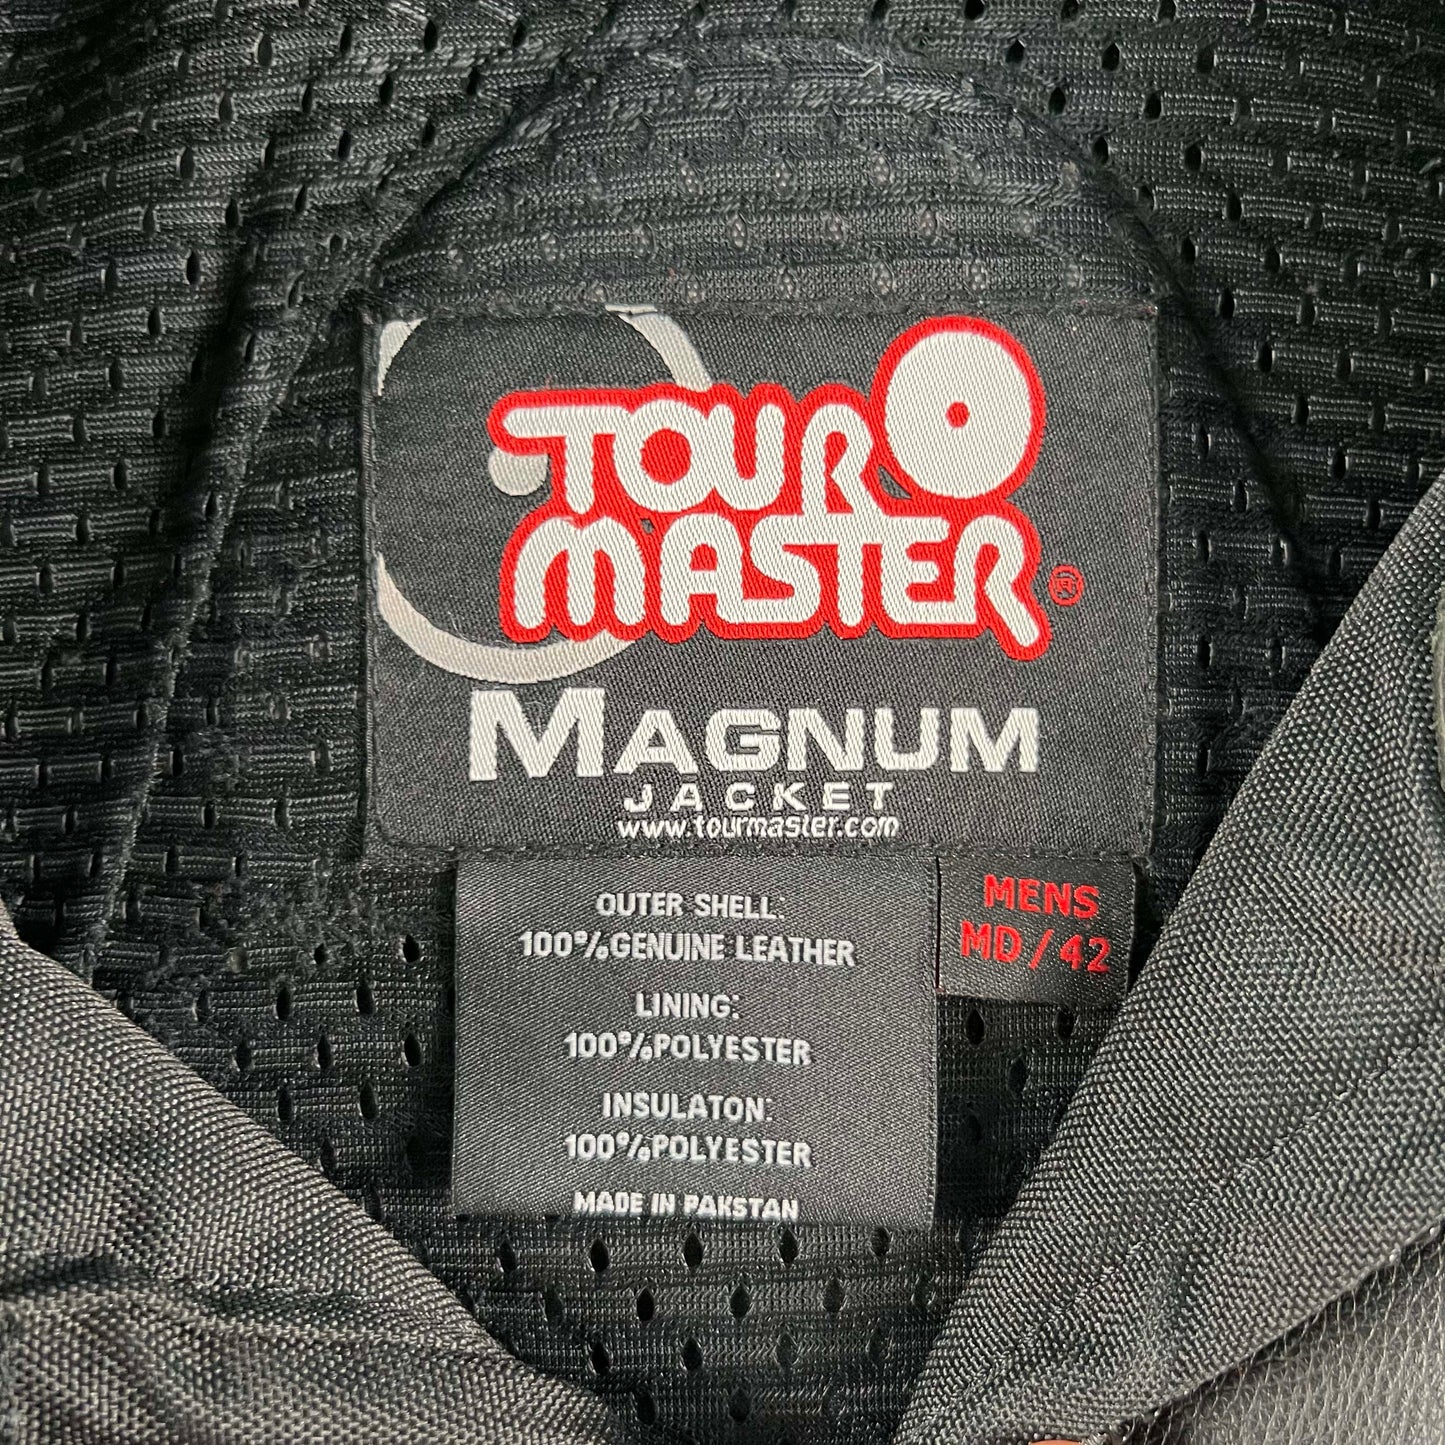 TOUR
MASTER®
MAGNUM
JACKET
www.tourmaster.com
OUTER SHELL:
100%GENUINE LEATHER
LINING:
100%POLYESTER
INSULATON:
100%POLYESTER
MADE IN PAKSTAN
MENS
MD/42